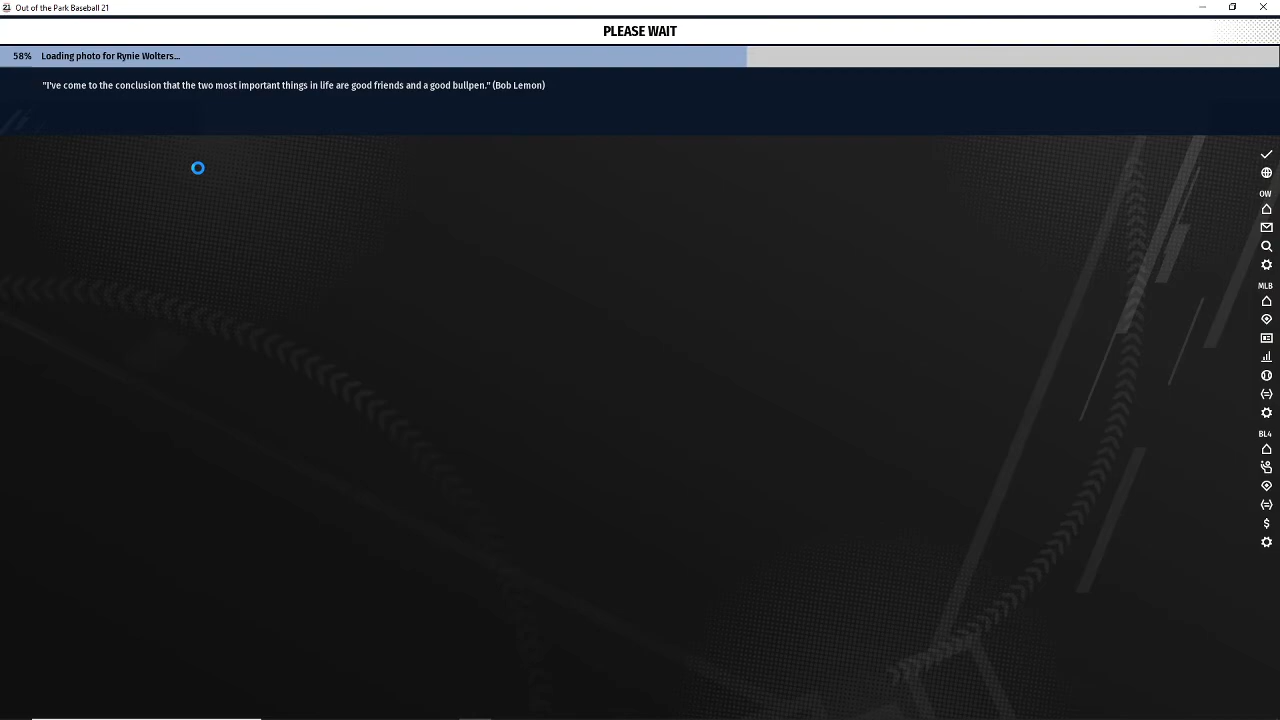 Out of the Park Baseball 21
PLEASE WAIT
58% Loading photo for Rynie Wolters...
"I've come to the conclusion that the two most important things in life are good friends and a good bullpen." (Bob Lemon)
OW
MLB
BL4
$